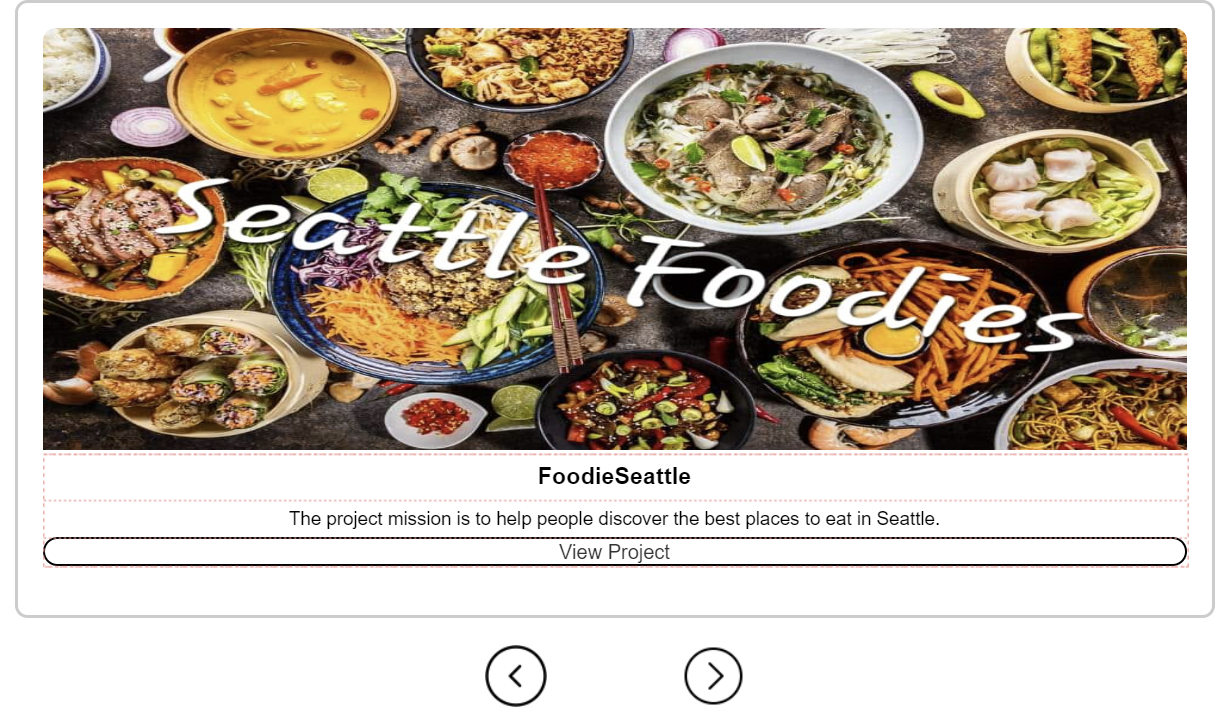 Seattle Foodies
FoodieSeattle
The project mission is to help people discover the best places to eat in Seattle.
View Project